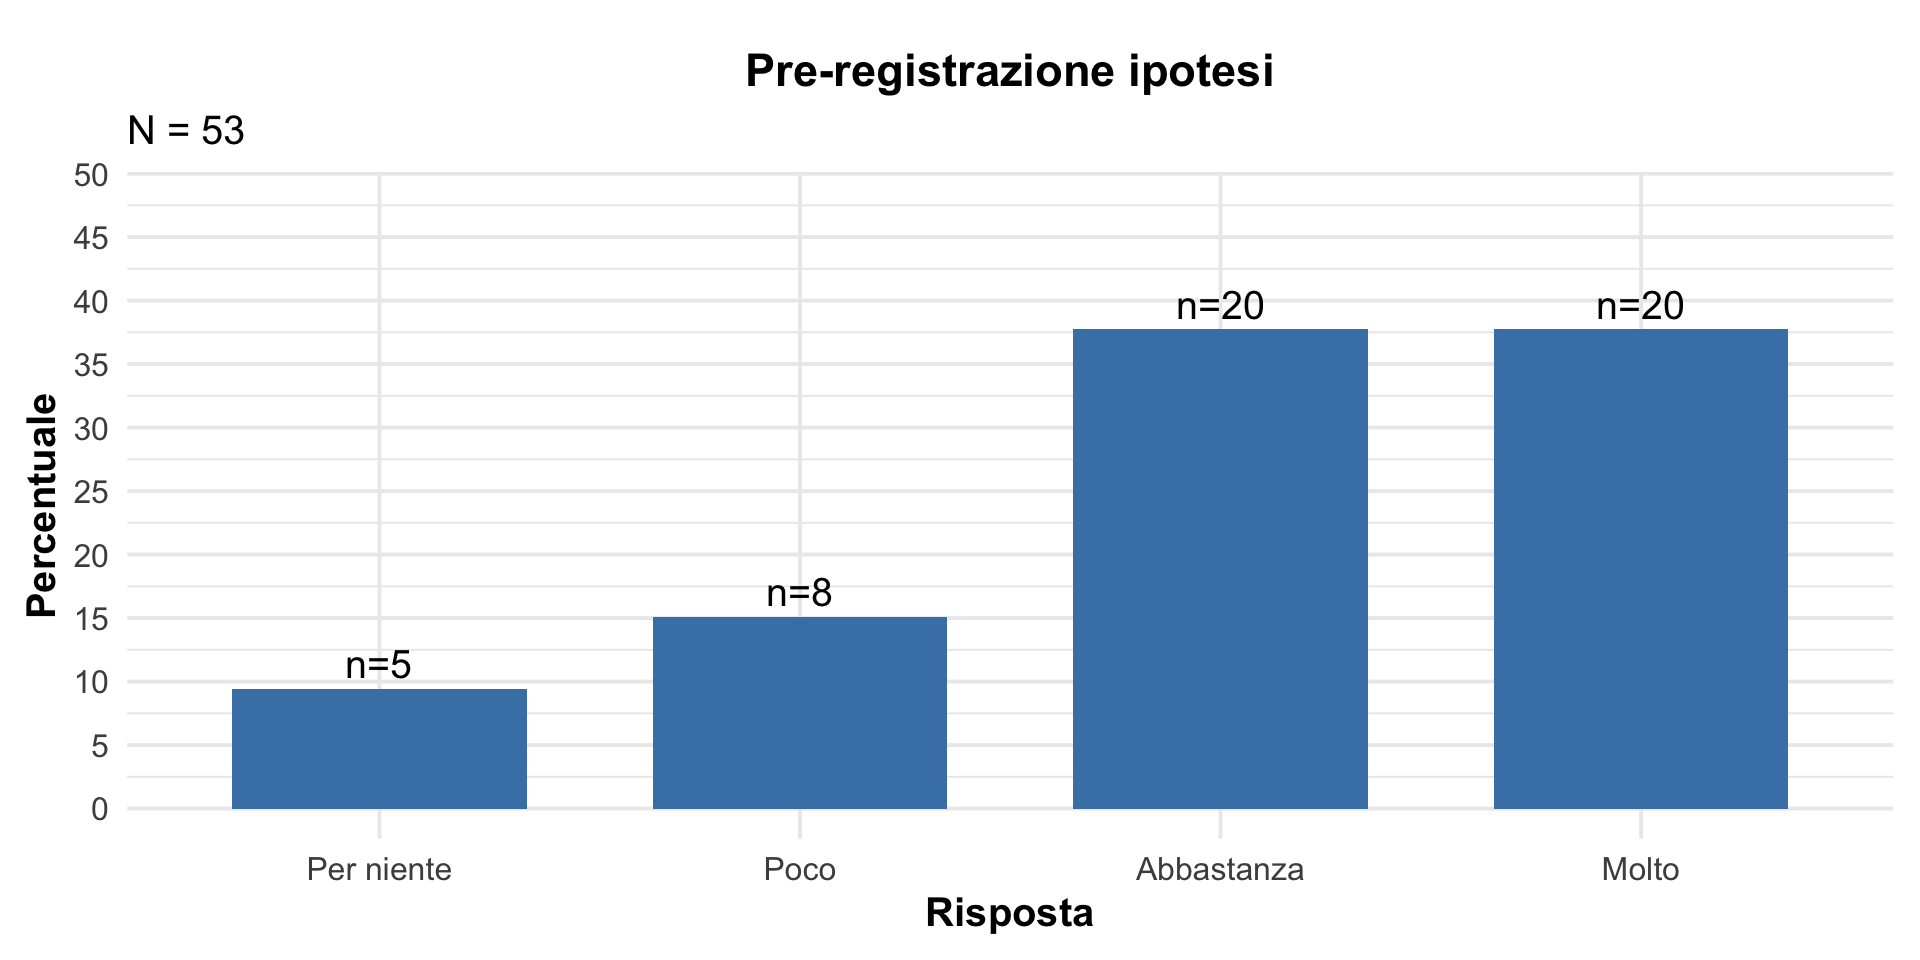 Pre-registrazione ipotesi
N = 53
50
45
40
35
30
25
20
15
10
5
0
Percentuale
n=5
n=8
n=20
n=20
Per niente
Poco
Abbastanza
Molto
Risposta